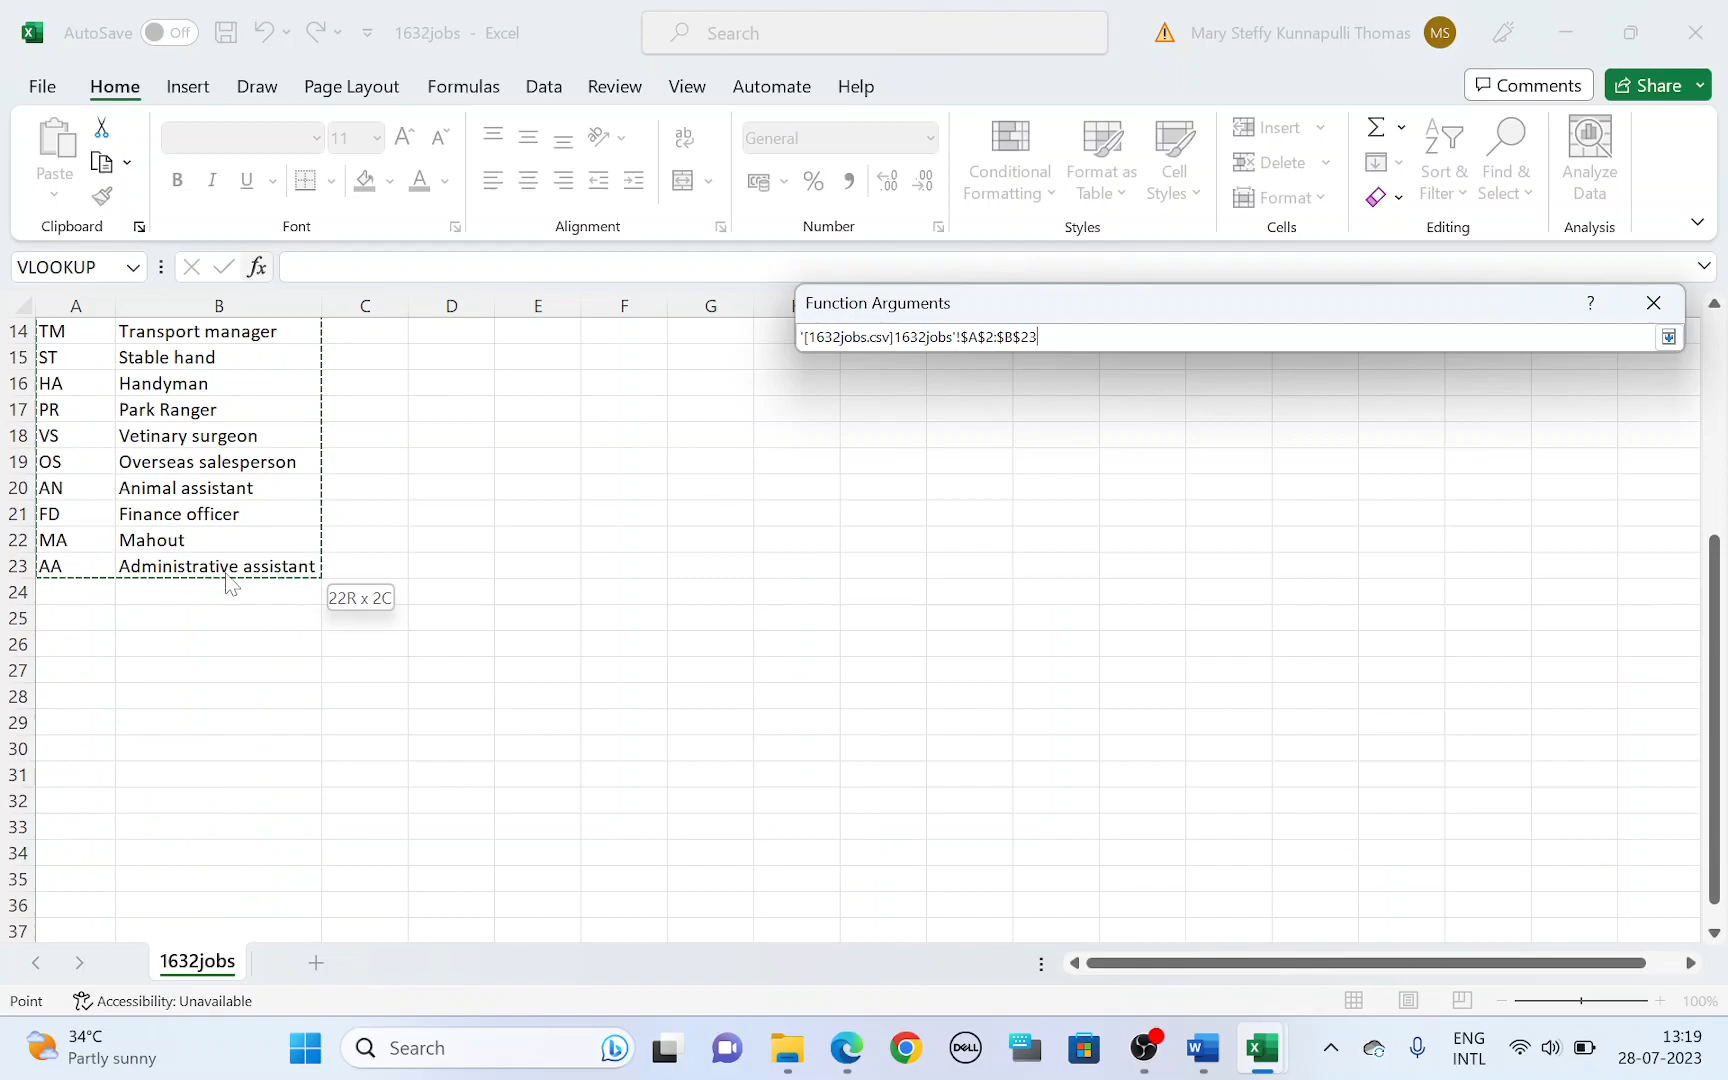 AutoSave Off 1632jobs - Excel Search Mary Steffy Kunnapulli Thomas MS
File Home Insert Draw Page Layout Formulas Data Review View Automate Help Comments Share
Paste 11 General Insert Delete Format
B I U
Conditional Formatting Format as Table Cell Styles Sort & Filter Find & Select Analyze Data
Clipboard Font Alignment Number Styles Cells Editing Analysis
VLOOKUP fx
Function Arguments ?
'[1632jobs.csv]1632jobs'!$A$2:$B$23
A B C D E F G
14 TM Transport manager
15 ST Stable hand
16 HA Handyman
17 PR Park Ranger
18 VS Vetinary surgeon
19 OS Overseas salesperson
20 AN Animal assistant
21 FD Finance officer
22 MA Mahout
23 AA Administrative assistant
24
22R x 2C
25
26
27
28
29
30
31
32
33
34
35
36
37
1632jobs
Point Accessibility: Unavailable 100%
34°C
Partly sunny
Search
DELL
ENG
INTL
13:19
28-07-2023